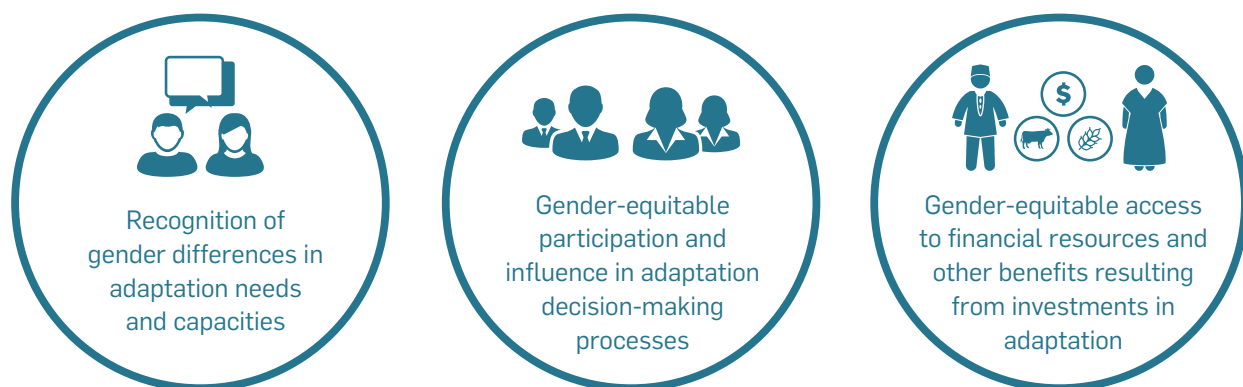 Recognition of
gender differences in
adaptation needs
and capacities
Gender-equitable
participation and
influence in adaptation
decision-making
processes
$
Gender-equitable access
to financial resources and
other benefits resulting
from investments in
adaptation